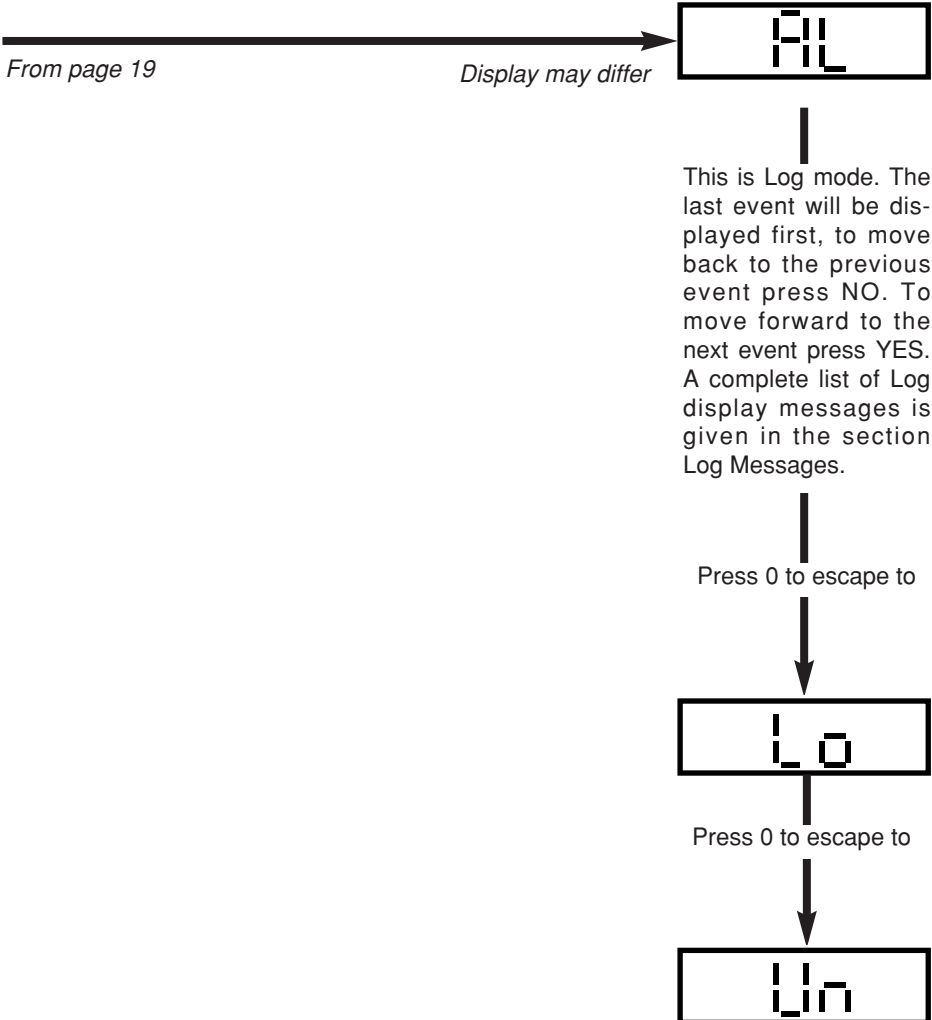 AL
From page 19
Display may differ
This is Log mode. The
last event will be dis-
played first, to move
back to the previous
event press NO. To
move forward to the
next event press YES.
A complete list of Log
display messages is
given in the section
Log Messages.
Press 0 to escape to
Lo
Press 0 to escape to
Un